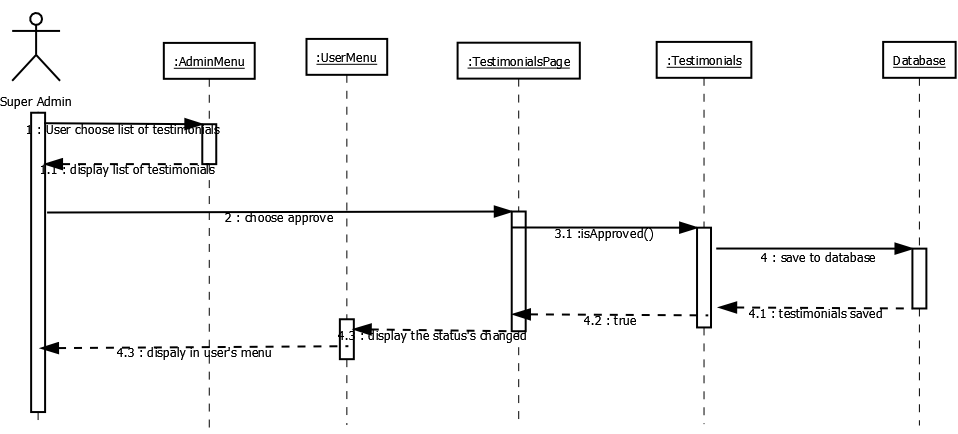 :AdminMenu
:UserMenu
:TestimonialsPage
:Testimonials
Database
Super Admin
1 : User choose list of testimonials
1.1 : display list of testimonials
2 : choose approve
3.1 :isApproved()
4 : save to database
4.1 : testimonials saved
4.2 : true
4.3 : display the status's changed
4.3 : dispaly in user's menu